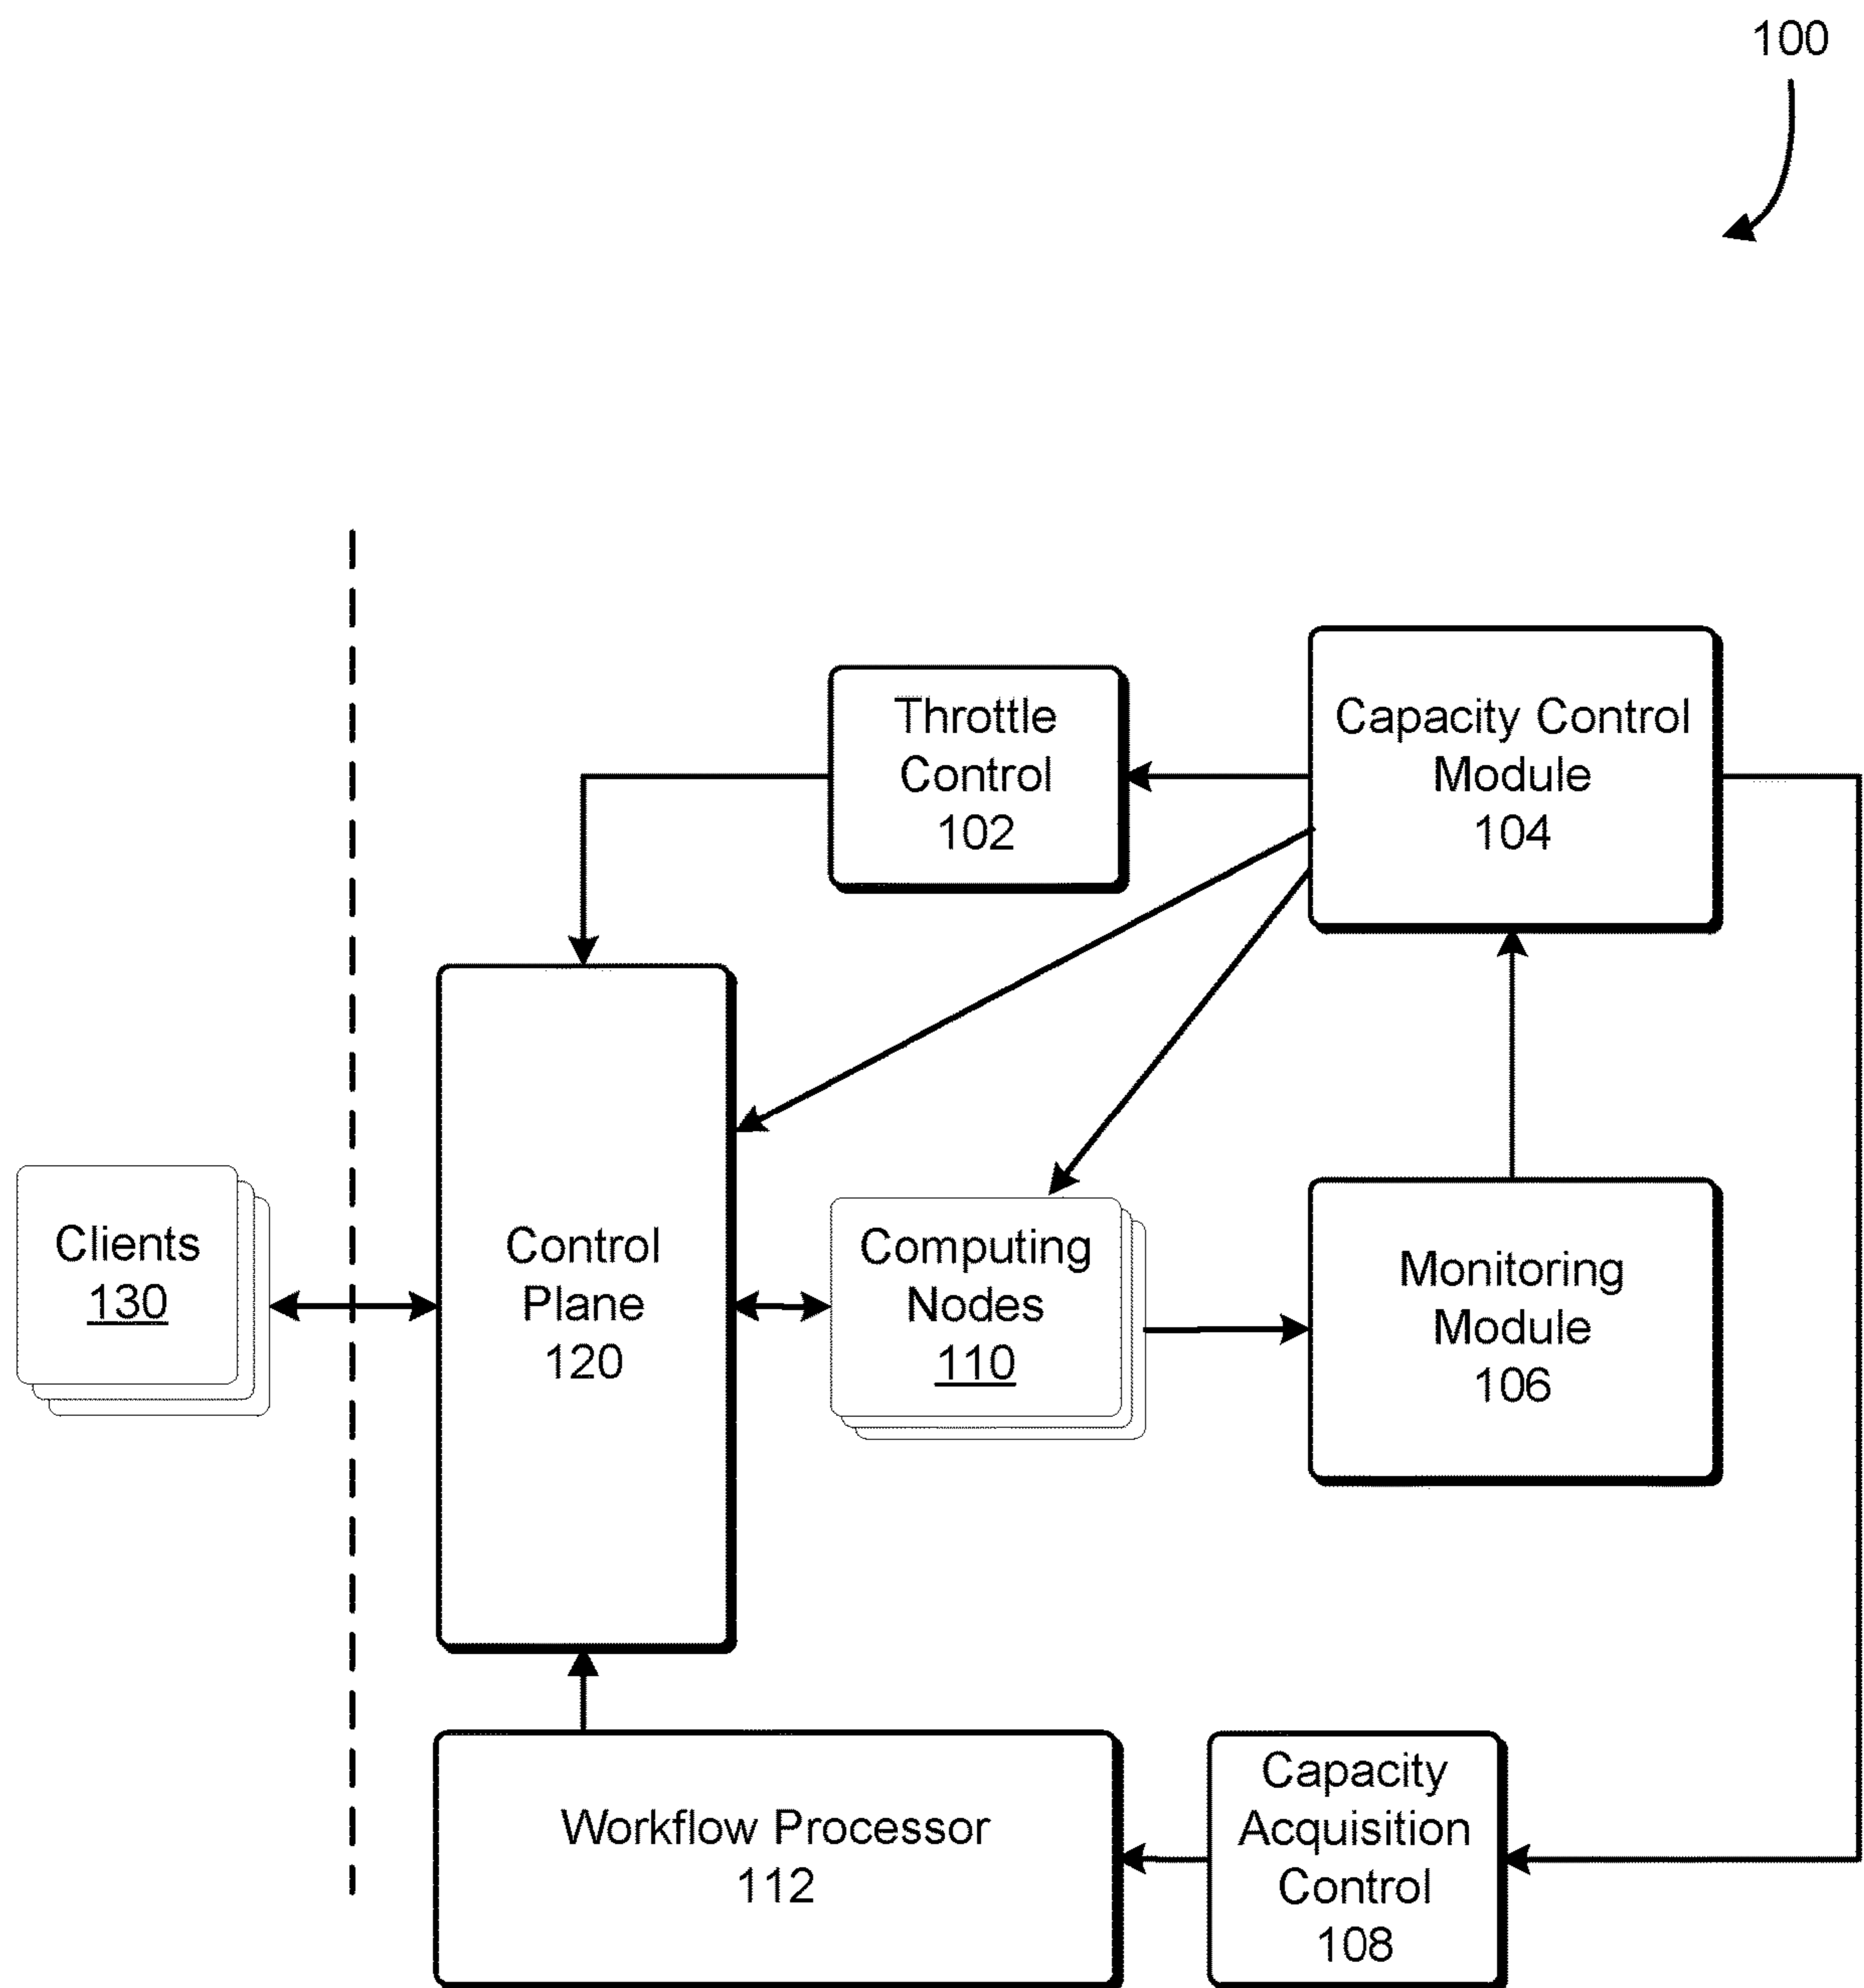 100
Throttle
Control
102
Capacity Control
Module
104
Clients
130
Control
Plane
120
Computing
Nodes
110
Monitoring
Module
106
Workflow Processor
112
Capacity
Acquisition
Control
108